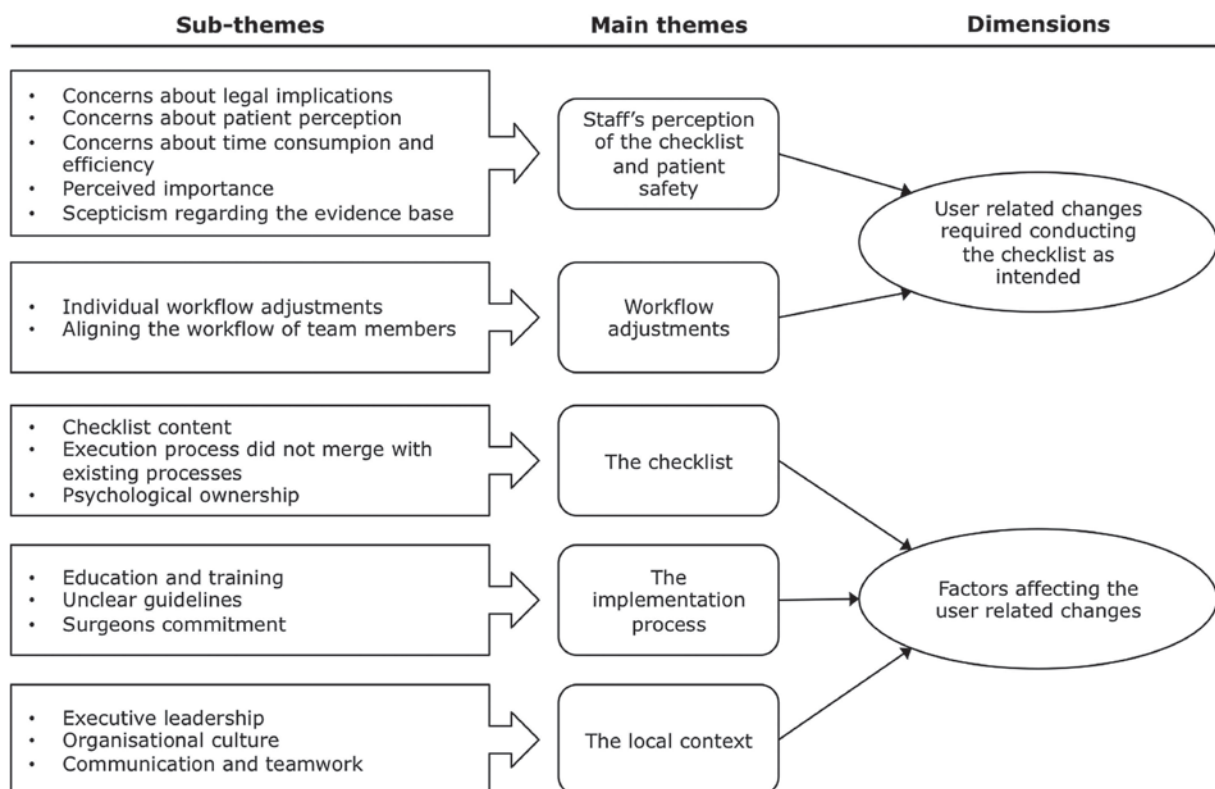 Sub-themes
Main themes
Dimensions
• Concerns about legal implications
• Concerns about patient perception
• Concerns about time consumpion and
efficiency
• Perceived importance
• Scepticism regarding the evidence base
Staff's perception
of the checklist
and patient
safety
User related changes
required conducting
the checklist as
intended
• Individual workflow adjustments
• Aligning the workflow of team members
Workflow
adjustments
• Checklist content
• Execution process did not merge with
existing processes
• Psychological ownership
The checklist
• Education and training
• Unclear guidelines
• Surgeons commitment
The
implementation
process
Factors affecting the
user related changes
• Executive leadership
• Organisational culture
• Communication and teamwork
The local context